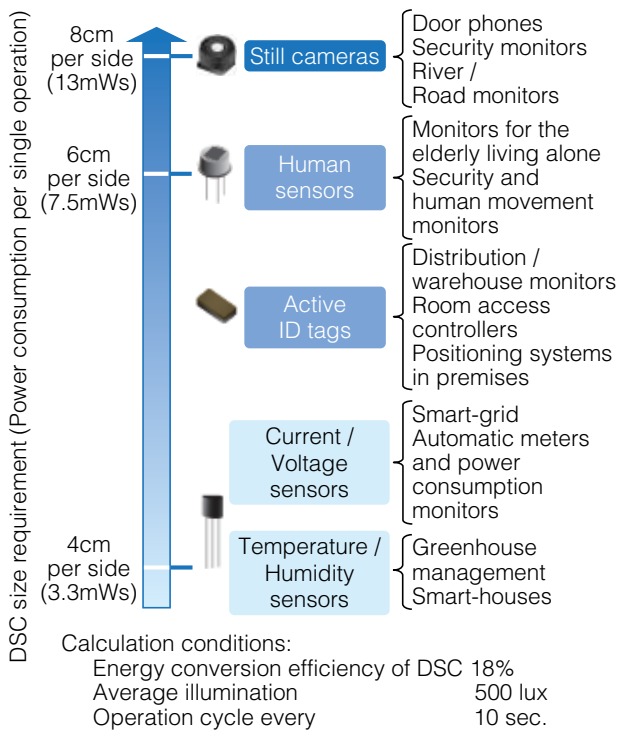 DSC size requirement (Power consumption per single operation)
8cm
per side
(13mWs)
Still cameras
Door phones
Security monitors
River /
Road monitors
6cm
per side
(7.5mWs)
Human
sensors
Monitors for the
elderly living alone
Security and
human movement
monitors
Active
ID tags
Distribution /
warehouse monitors
Room access
controllers
Positioning systems
in premises
Current /
Voltage
sensors
Smart-grid
Automatic meters
and power
consumption
monitors
4cm
per side
(3.3mWs)
Temperature /
Humidity
sensors
Greenhouse
management
Smart-houses
Calculation conditions:
Energy conversion efficiency of DSC 18%
Average illumination 500 lux
Operation cycle every 10 sec.